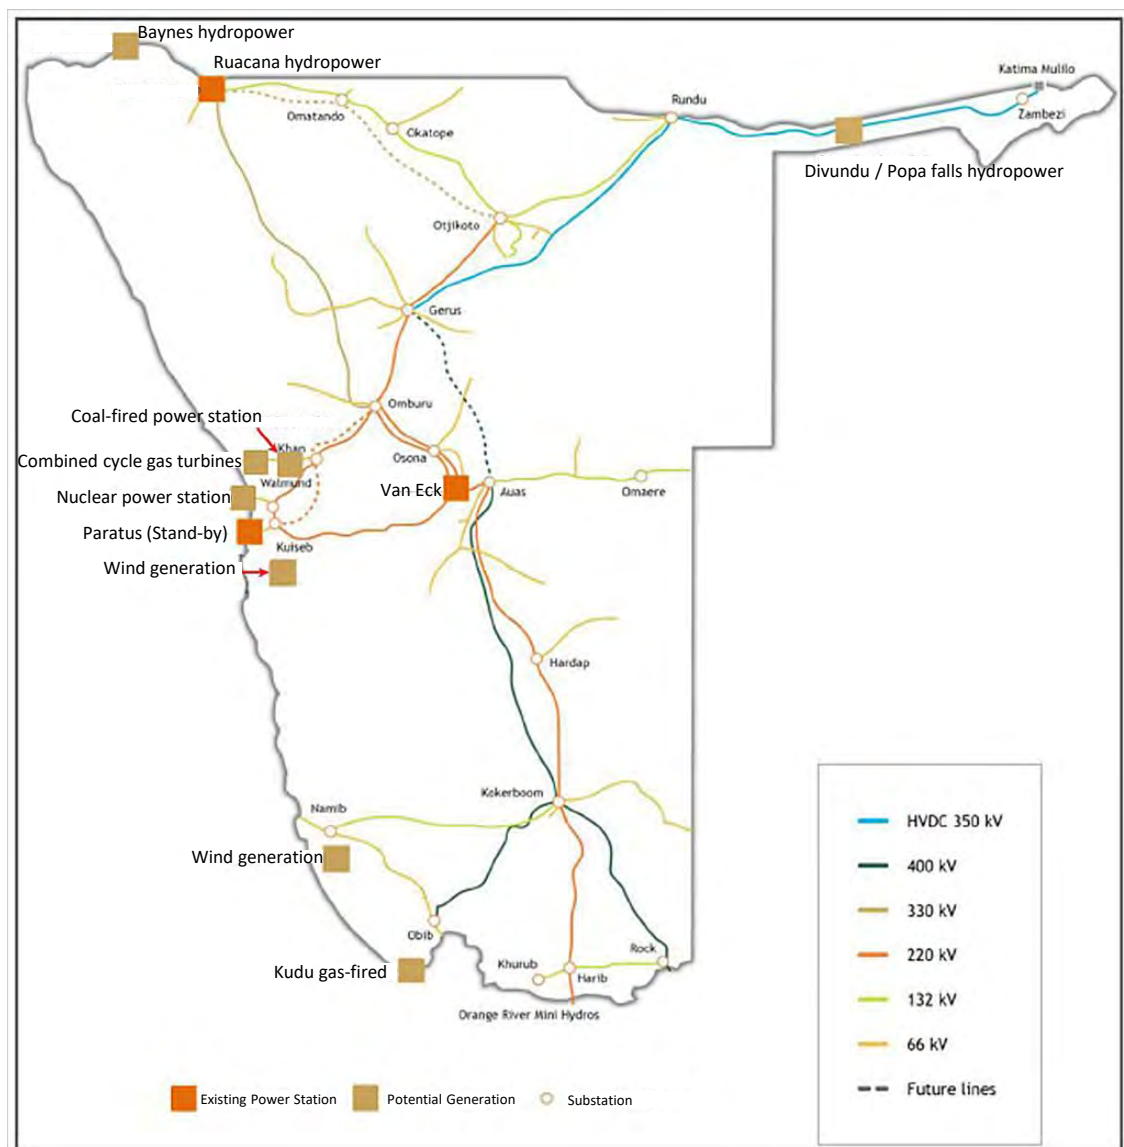 Baynes hydropower
Ruacana hydropower
Katima Mulilo
Omatando
Okatope
Rundu
Zambezi
Divundu / Popa falls hydropower
Otjikoto
Gerus
Omburu
Coal-fired power station
Khan
Osona
Combined cycle gas turbines
Walmund
Van Eck
Auas
Omaere
Nuclear power station
Paratus (Stand-by)
Kuiseb
Wind generation
Hardap
Kokerboom
Namib
Wind generation
Obib
Kudu gas-fired
Khurub
Harib
Rock
Orange River Mini Hydros
HVDC 350 kV
400 kV
330 kV
220 kV
132 kV
66 kV
Future lines
Existing Power Station
Potential Generation
Substation